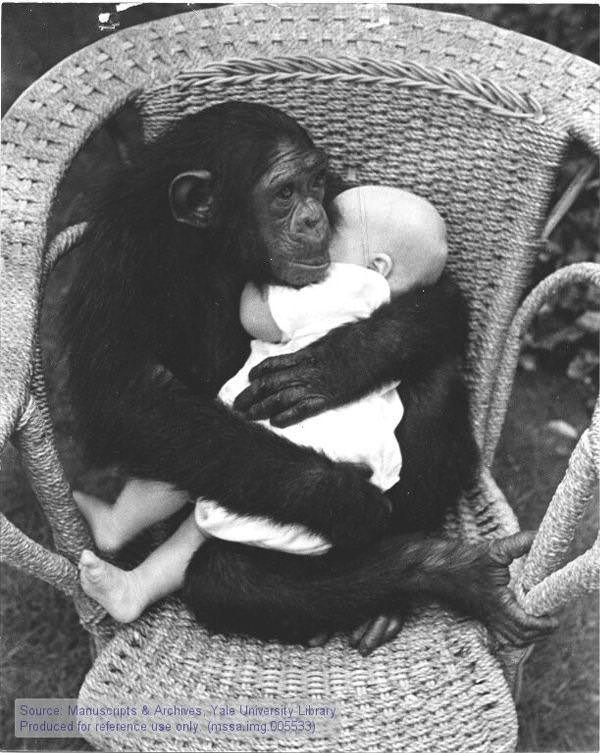 Source: Manuscripts & Archives, Yale University Library
Produced for reference use only. (mssa.img.005533)